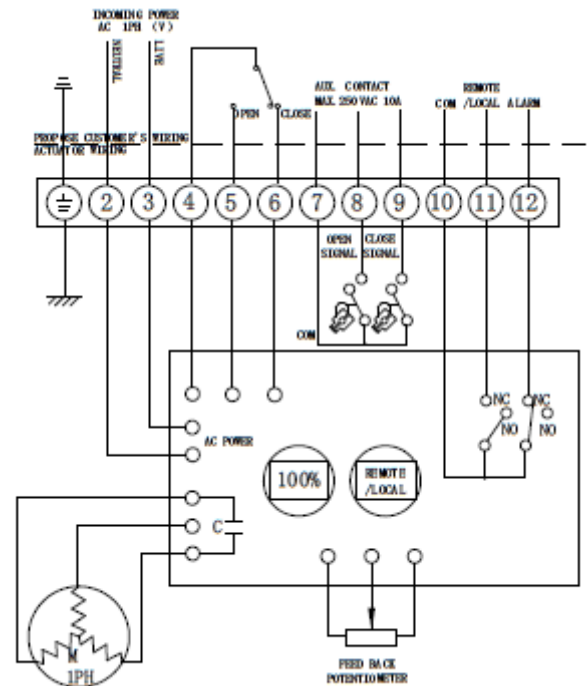 INCOMING POWER
AC 1PH (V)
NEUTRAL
LIVE
OPEN
CLOSE
AUX. CONTACT
MAX. 250VAC 10A
REMOTE
COM /LOCAL ALARM
PROPOSE CUSTOMER'S WIRING
ACTUATOR WIRING
2 3 4 5 6 7 8 9 10 11 12
OPEN CLOSE
SIGNAL SIGNAL
COM
NC NC
NO NO
AC POWER
100%
REMOTE
/LOCAL
C
M
1PH
FEED BACK
POTENTIOMETER